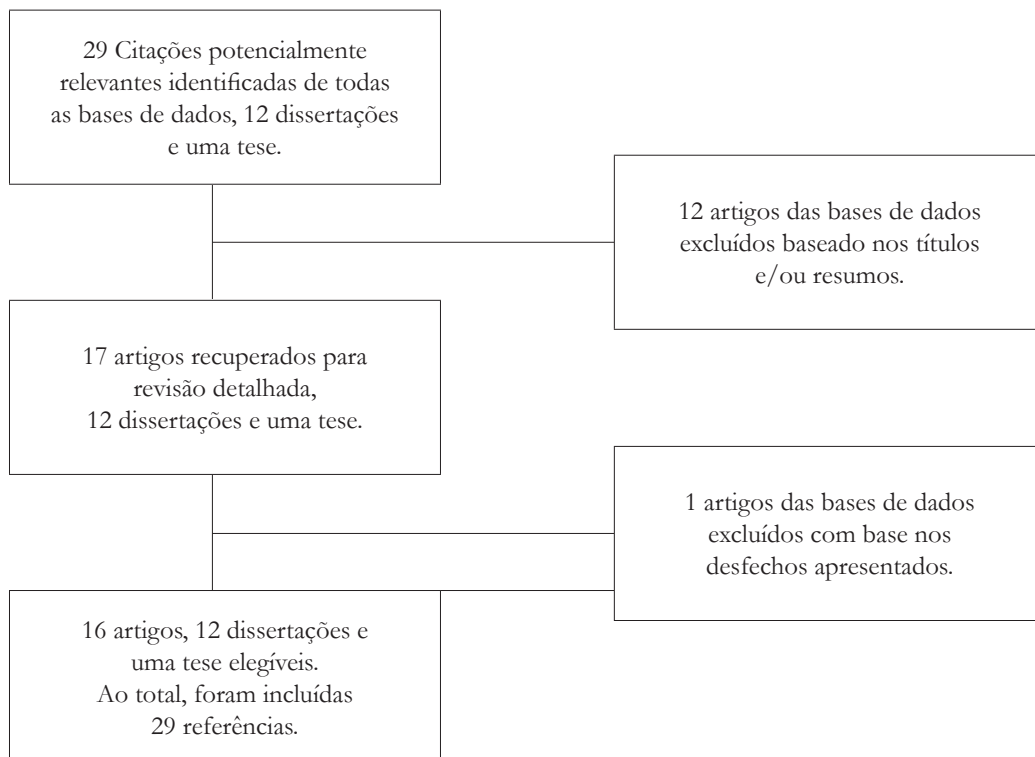 29 Citações potencialmente
relevantes identificadas de todas
as bases de dados, 12 dissertações
e uma tese.
12 artigos das bases de dados
excluídos baseado nos títulos
e/ou resumos.
17 artigos recuperados para
revisão detalhada,
12 dissertações e uma tese.
1 artigos das bases de dados
excluídos com base nos
desfechos apresentados.
16 artigos, 12 dissertações e
uma tese elegíveis.
Ao total, foram incluídas
29 referências.